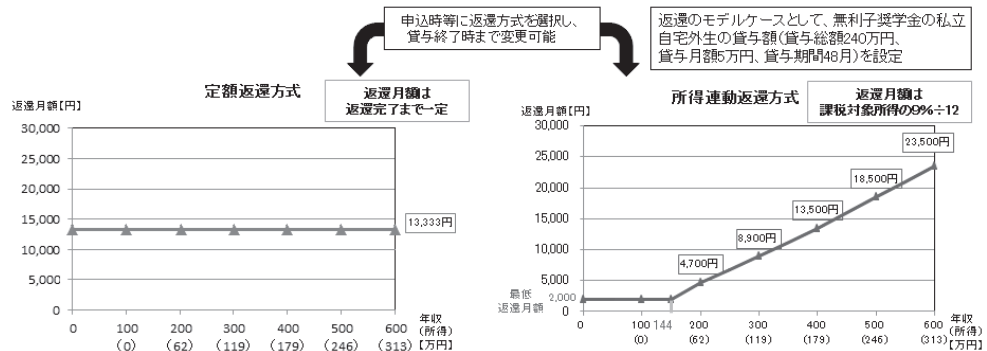 申込時等に返還方式を選択し、
貸与終了時まで変更可能
返還のモデルケースとして、無利子奨学金の私立
自宅外生の貸与額(貸与総額240万円、
貸与月額5万円、貸与期間48月)を設定
定額返還方式
返還月額は
返還完了まで一定
返還月額【円】
30,000
25,000
20,000
15,000
10,000
5,000
0
13,333円
0 100 200 300 400 500 600
(0) (62) (119) (179) (246) (313)
年収
(所得)
【万円】
所得連動返還方式
返還月額は
課税対象所得の9%÷12
返還月額【円】
30,000
25,000
20,000
15,000
10,000
5,000
最低
返還月額
2,000
0
4,700円
8,900円
13,500円
18,500円
23,500円
0 100 144 200 300 400 500 600
(0) (62) (119) (179) (246) (313)
年収
(所得)
【万円】